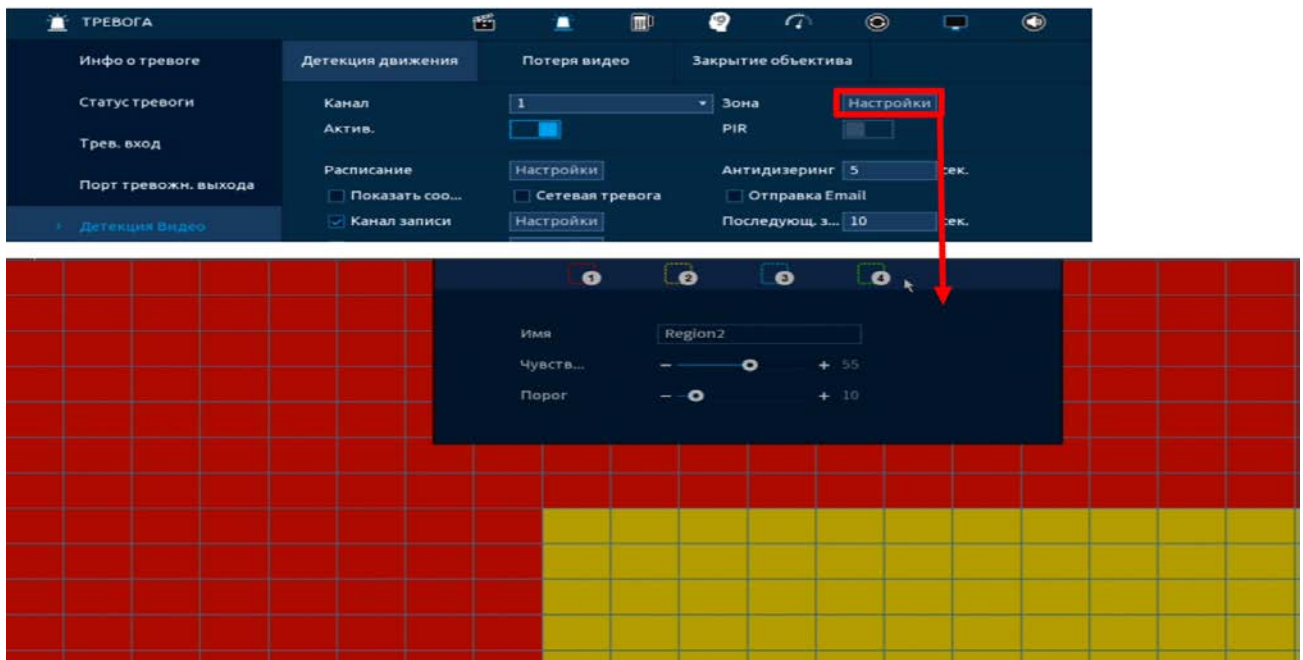 ТРЕВОГА
Инфо о тревоге
Детекция движения
Потеря видео
Закрытие объектива
Статус тревоги
Канал
1
Зона
Настройки
Актив.
PIR
Трев. вход
Расписание
Настройки
Антидизеринг
5
сек.
Порт тревожн. выхода
Показать соо...
Сетевая тревога
Отправка Email
Детекция Видео
Канал записи
Настройки
Последующ. з...
10
сек.
1
2
3
4
Имя
Region2
Чувств...
55
Порог
10